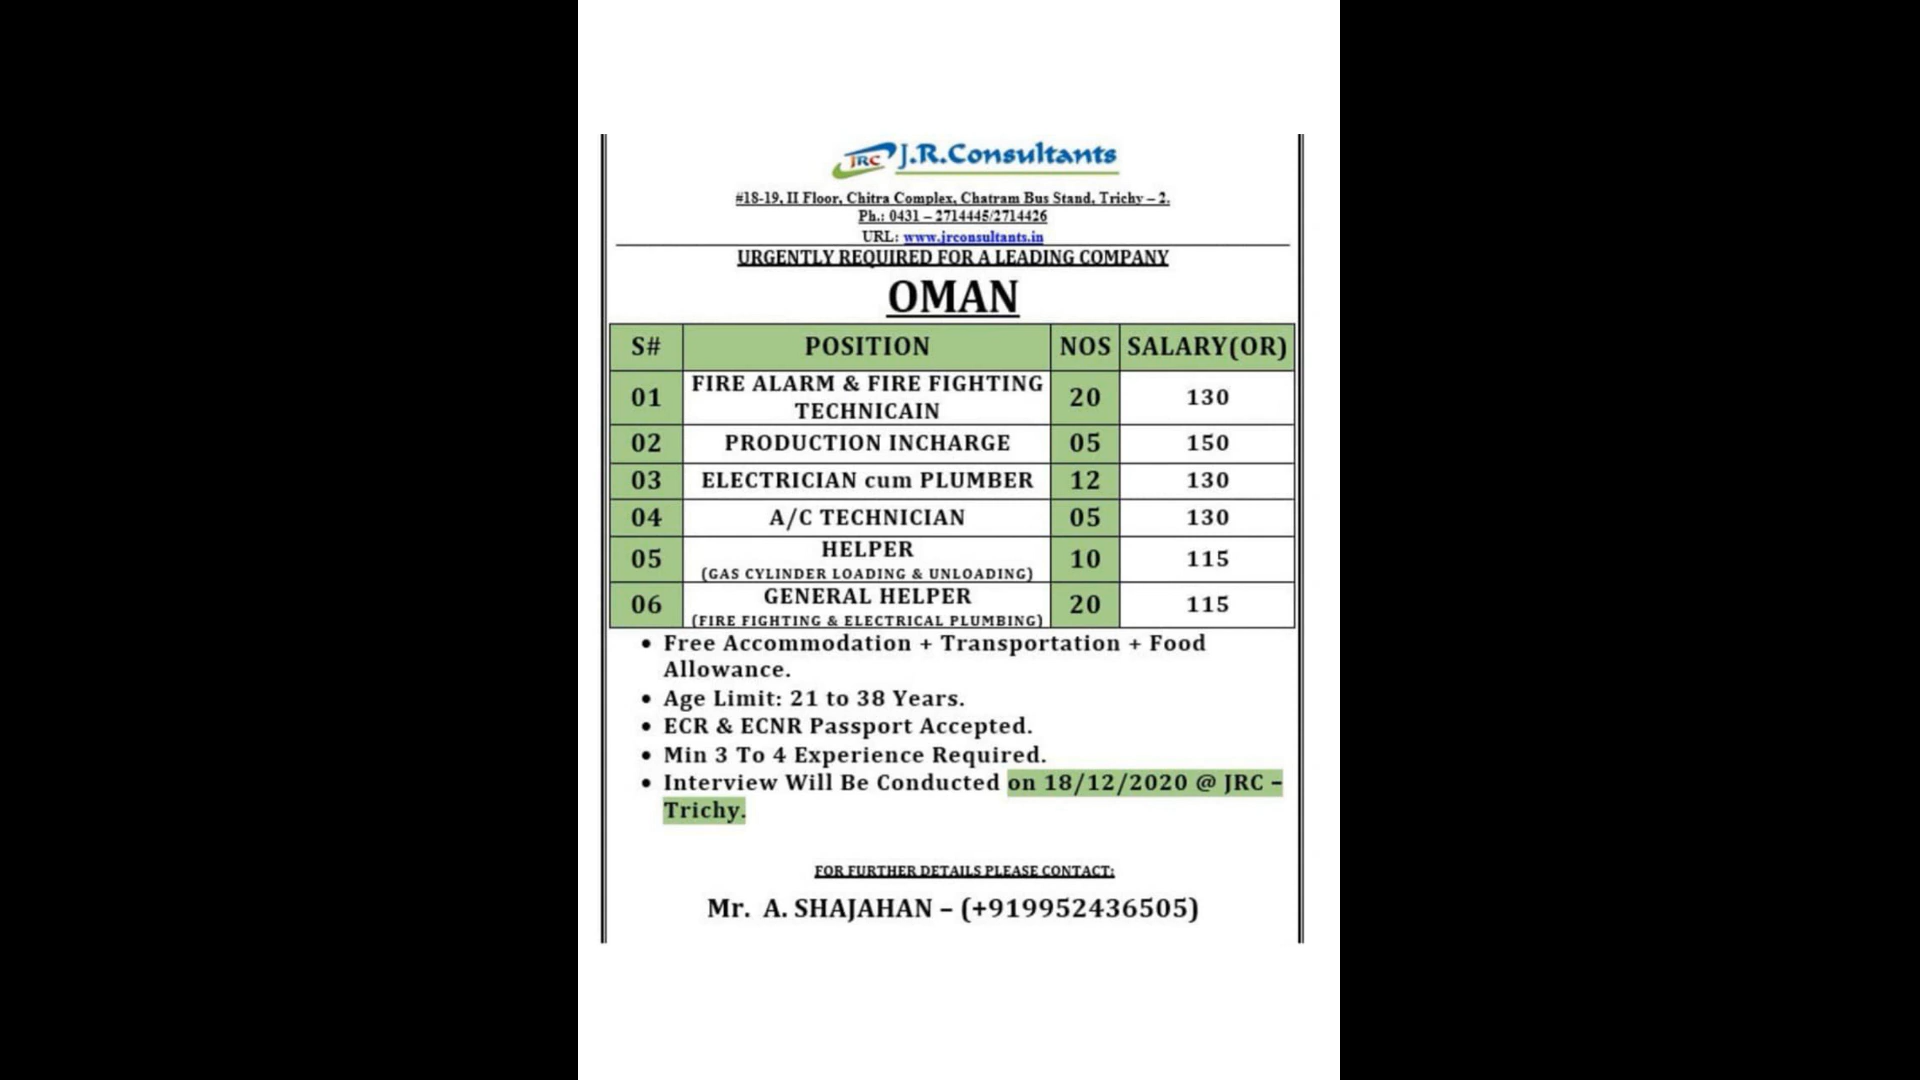 JRC J.R.Consultants
#18-19, II Floor, Chitra Complex, Chatram Bus Stand, Trichy – 2.
Ph.: 0431 – 2714445/2714426
URL: www.jrconsultants.in
URGENTLY REQUIRED FOR A LEADING COMPANY
OMAN
S# POSITION NOS SALARY(OR)
01 FIRE ALARM & FIRE FIGHTING TECHNICAIN 20 130
02 PRODUCTION INCHARGE 05 150
03 ELECTRICIAN cum PLUMBER 12 130
04 A/C TECHNICIAN 05 130
05 HELPER (GAS CYLINDER LOADING & UNLOADING) 10 115
06 GENERAL HELPER (FIRE FIGHTING & ELECTRICAL PLUMBING) 20 115
• Free Accommodation + Transportation + Food
Allowance.
• Age Limit: 21 to 38 Years.
• ECR & ECNR Passport Accepted.
• Min 3 To 4 Experience Required.
• Interview Will Be Conducted on 18/12/2020 @ JRC –
Trichy.
FOR FURTHER DETAILS PLEASE CONTACT:
Mr. A. SHAJAHAN – (+919952436505)